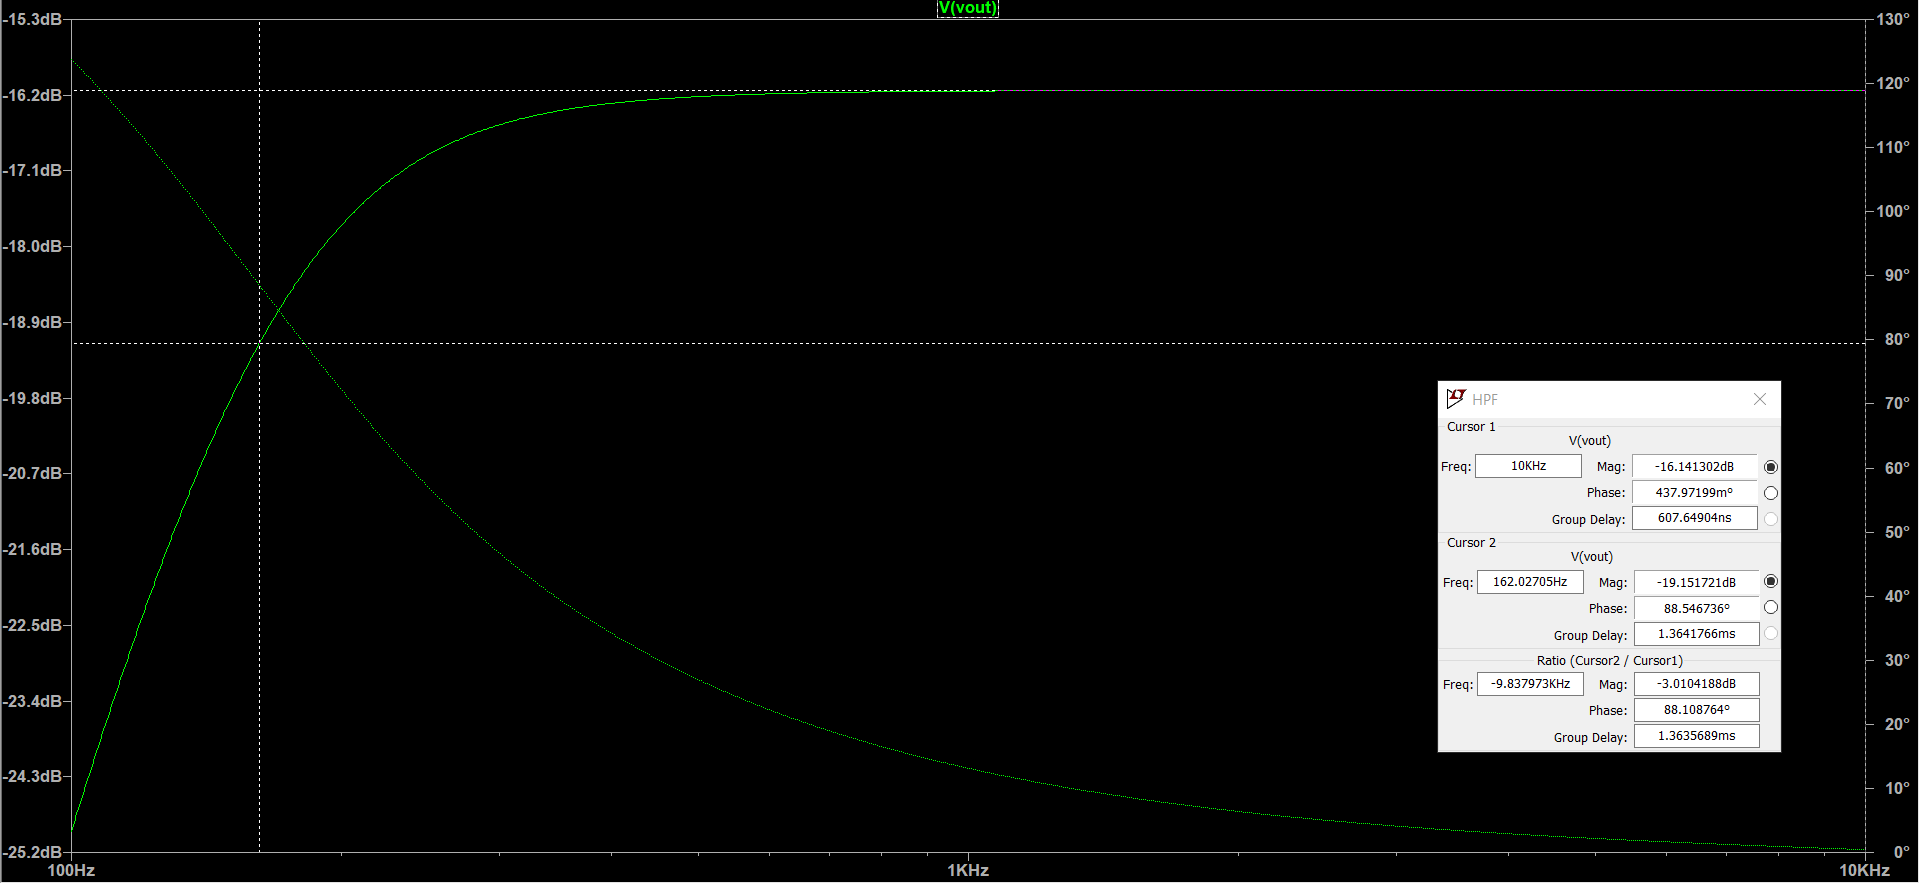 V(vout)
-15.3dB
-16.2dB
-17.1dB
-18.0dB
-18.9dB
-19.8dB
-20.7dB
-21.6dB
-22.5dB
-23.4dB
-24.3dB
-25.2dB
130°
120°
110°
100°
90°
80°
70°
60°
50°
40°
30°
20°
10°
0°
100Hz 1KHz 10KHz
HPF
Cursor 1
V(vout)
Freq: 10KHz Mag: -16.141302dB
Phase: 437.97199m°
Group Delay: 607.64904ns
Cursor 2
V(vout)
Freq: 162.02705Hz Mag: -19.151721dB
Phase: 88.546736°
Group Delay: 1.3641766ms
Ratio (Cursor2 / Cursor1)
Freq: -9.837973KHz Mag: -3.0104188dB
Phase: 88.108764°
Group Delay: 1.3635689ms